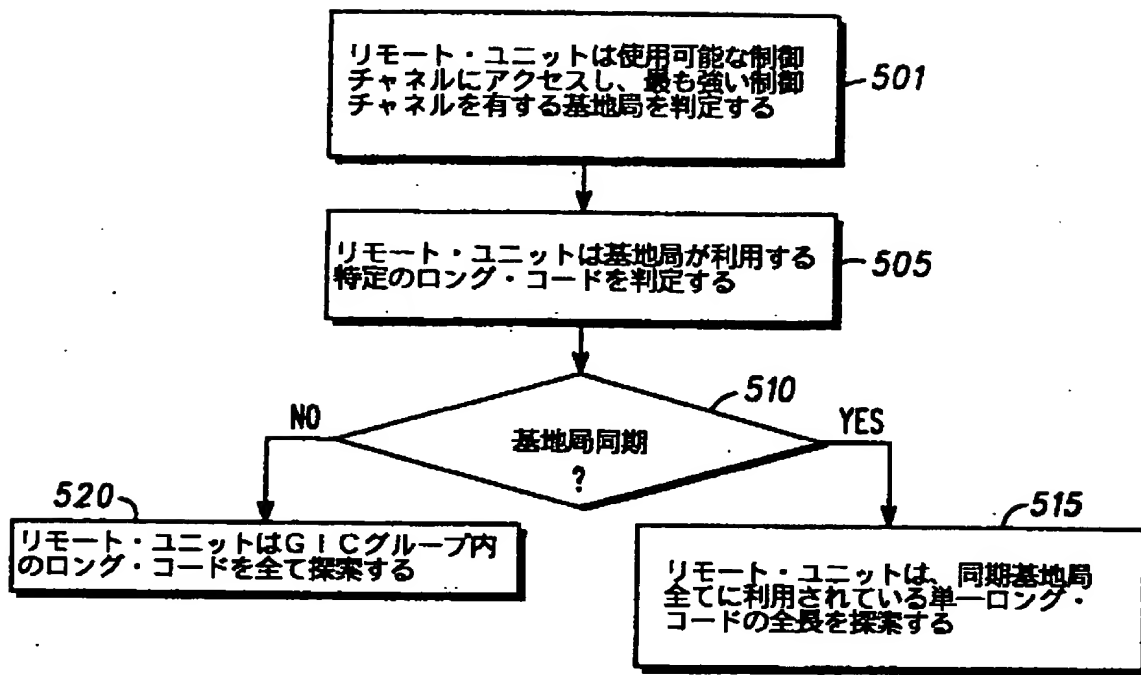 リモート・ユニットは使用可能な制御
チャネルにアクセスし、最も強い制御
チャネルを有する基地局を判定する
501
リモート・ユニットは基地局が利用する
特定のロング・コードを判定する
505
510
NO
YES
基地局同期
?
520
リモート・ユニットはGICグループ内
のロング・コードを全て探索する
515
リモート・ユニットは、同期基地局
全てに利用されている単一ロング・
コードの全長を探索する